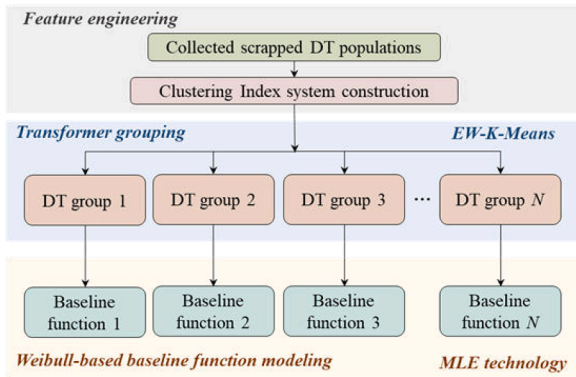 Feature engineering
Collected scrapped DT populations
Clustering Index system construction
Transformer grouping
EW-K-Means
DT group 1
DT group 2
DT group 3
...
DT group N
Baseline
function 1
Baseline
function 2
Baseline
function 3
Baseline
function N
Weibull-based baseline function modeling
MLE technology